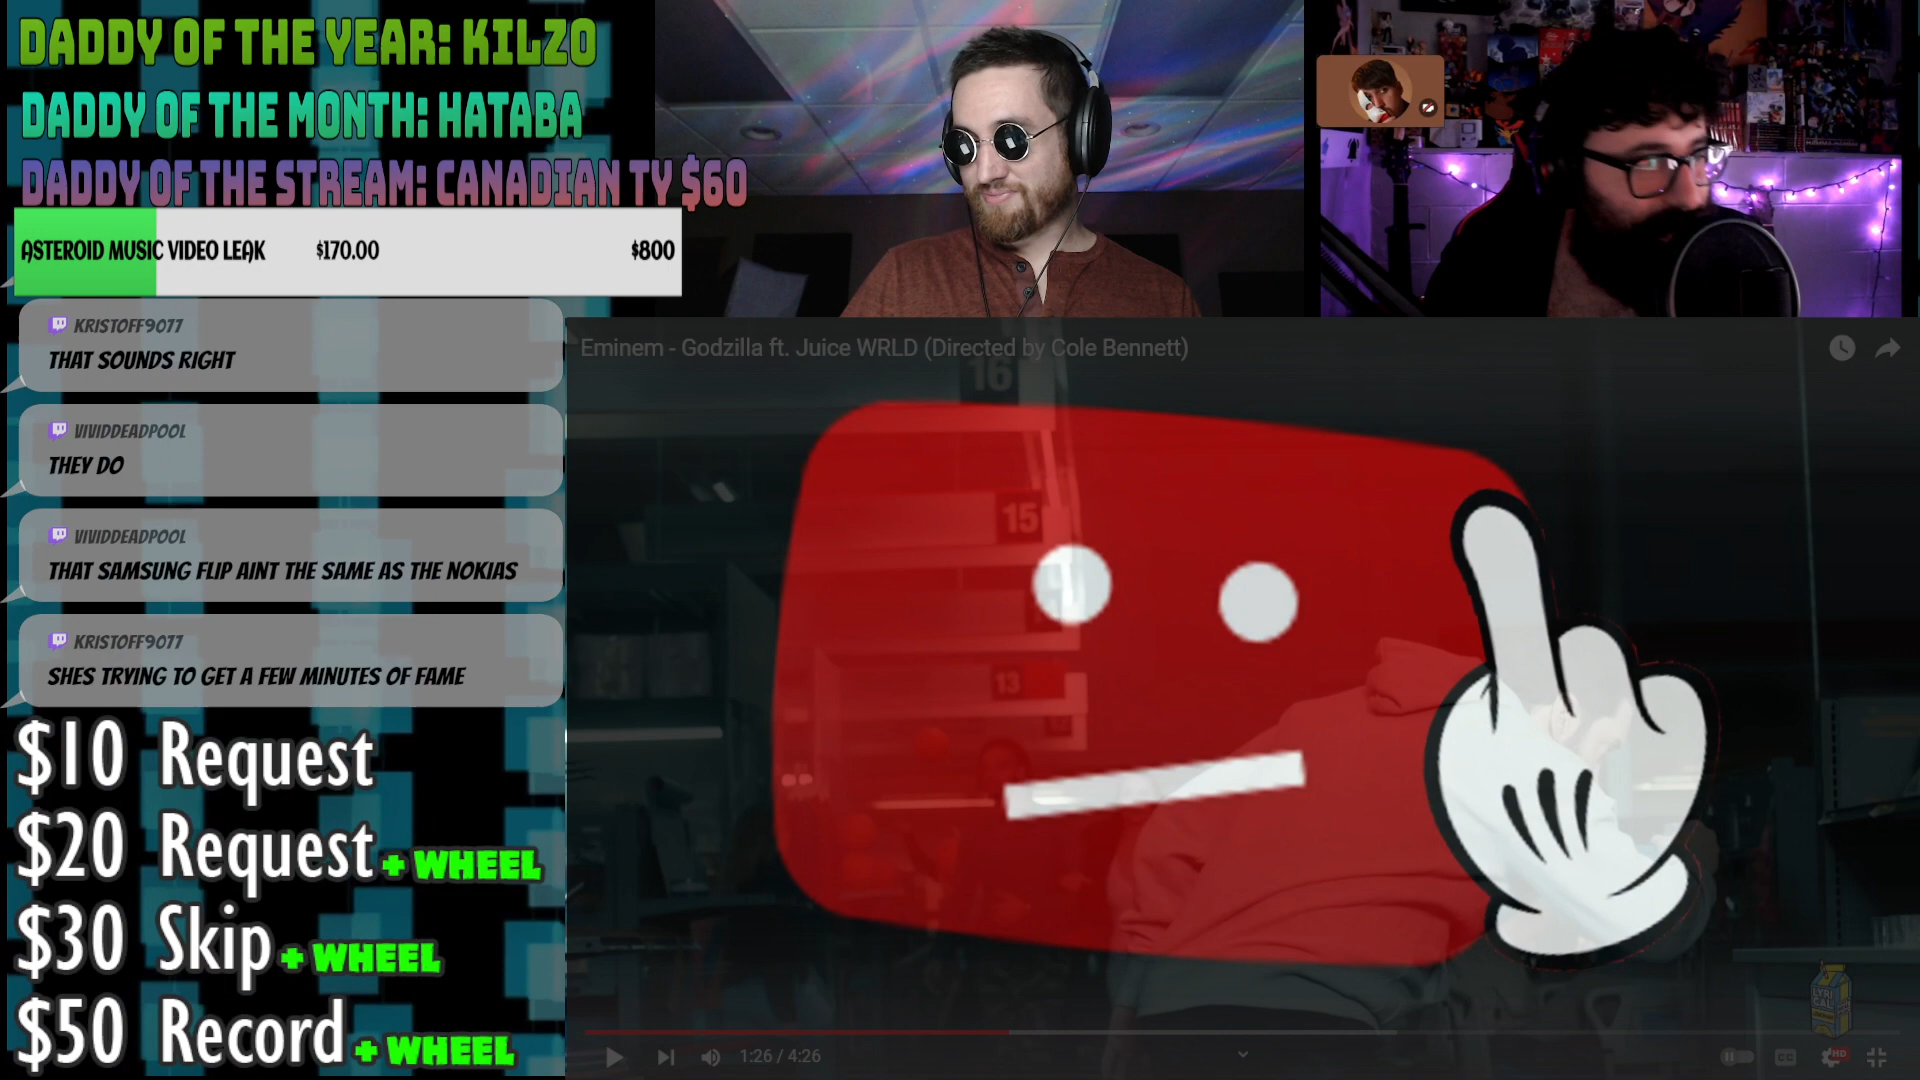 DADDY OF THE YEAR: KILZO
DADDY OF THE MONTH: HATABA
DADDY OF THE STREAM: CANADIAN TY $60
ASTEROID MUSIC VIDEO LEAK $170.00 $800
KRISTOFF9077
THAT SOUNDS RIGHT
VIVIDDEADPOOL
THEY DO
VIVIDDEADPOOL
THAT SAMSUNG FLIP AINT THE SAME AS THE NOKIAS
KRISTOFF9077
SHES TRYING TO GET A FEW MINUTES OF FAME
$10 Request
$20 Request + WHEEL
$30 Skip + WHEEL
$50 Record + WHEEL
Eminem - Godzilla ft. Juice WRLD (Directed by Cole Bennett)
16
15
13
LYRICAL
1:26 / 4:26
CC
HD